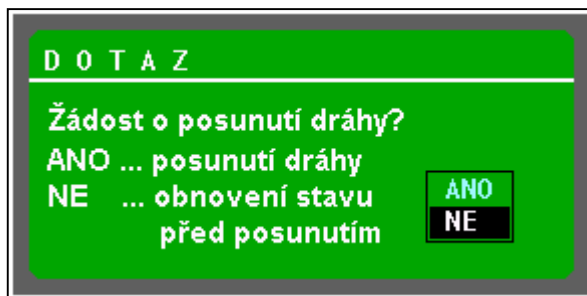 D O T A Z
Žádost o posunutí dráhy?
ANO ... posunutí dráhy
NE ... obnovení stavu
před posunutím
ANO
NE